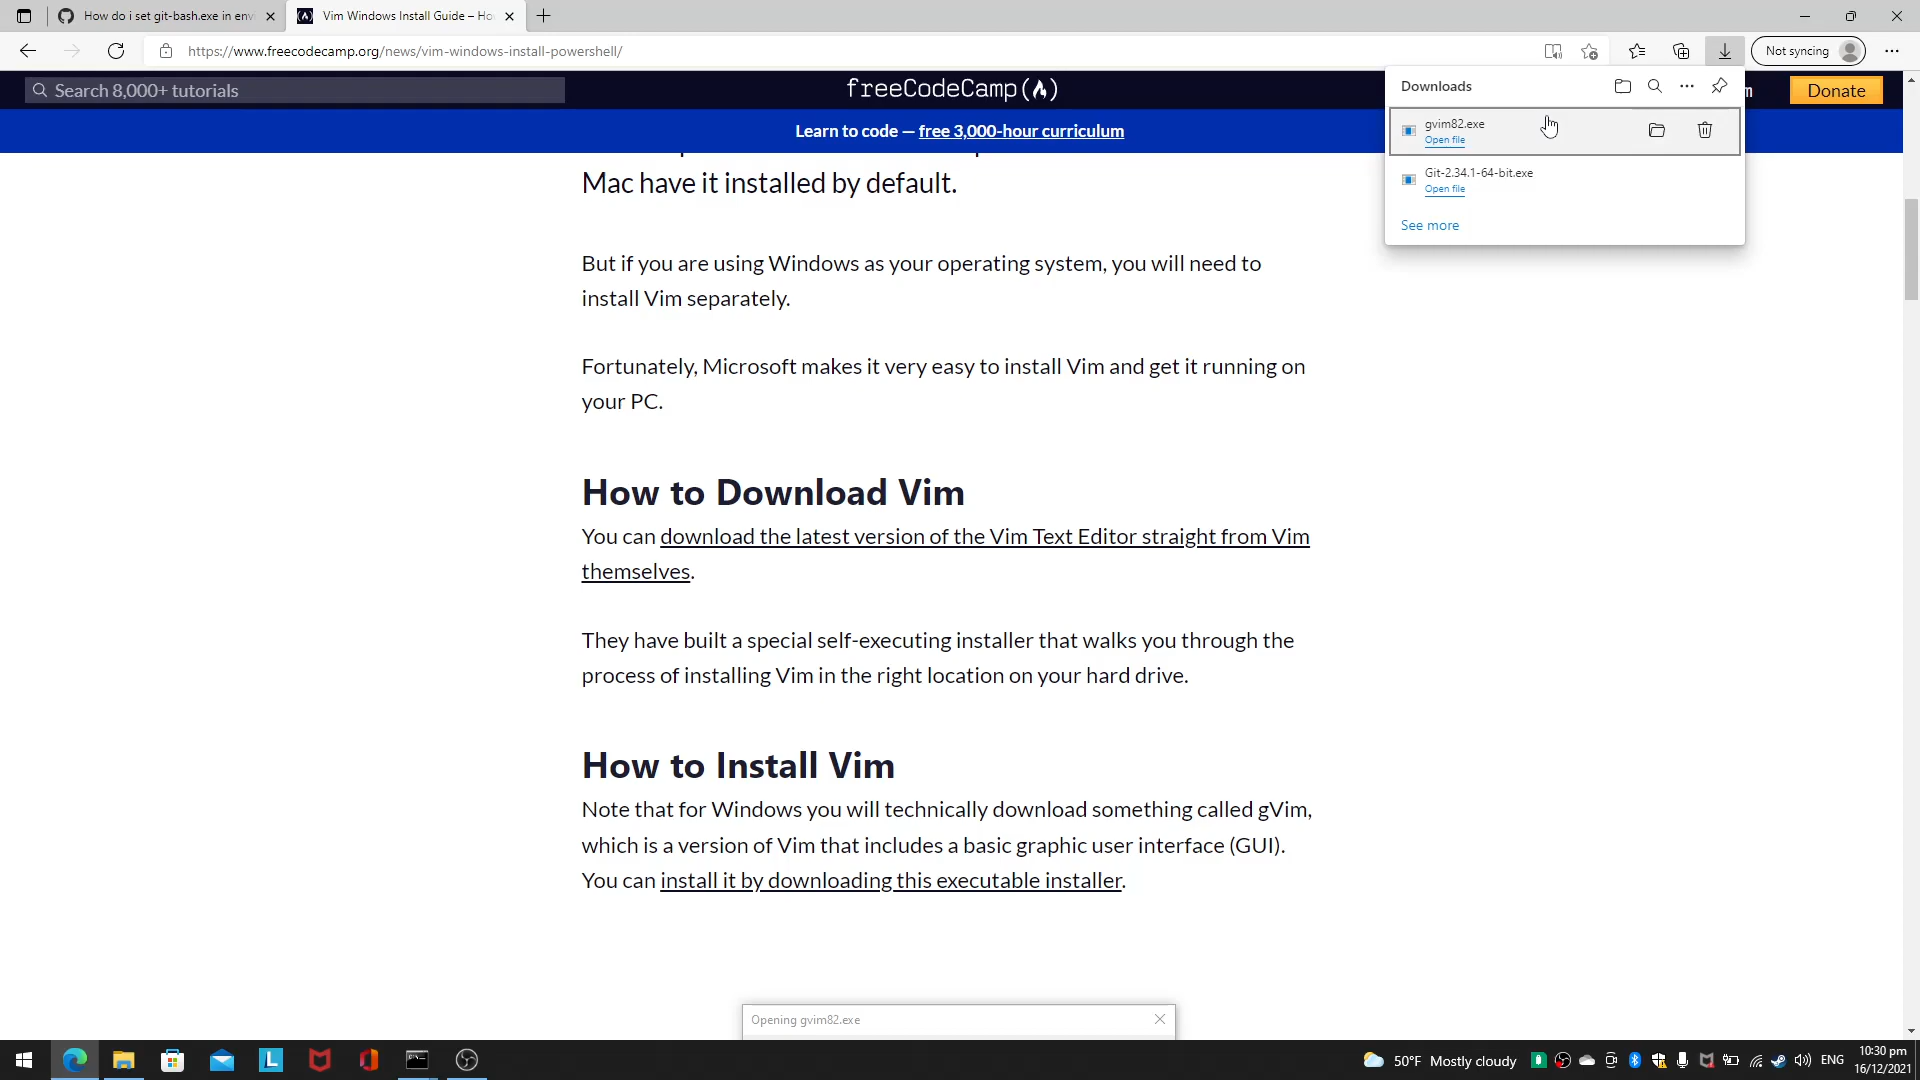 How do i set git-bash.exe in env
Vim Windows Install Guide – Ho
https://www.freecodecamp.org/news/vim-windows-install-powershell/
Not syncing
Search 8,000+ tutorials
freeCodeCamp
Donate
Learn to code — free 3,000-hour curriculum
Downloads
gvim82.exe
Open file
Git-2.34.1-64-bit.exe
Open file
See more
Mac have it installed by default.
But if you are using Windows as your operating system, you will need to
install Vim separately.
Fortunately, Microsoft makes it very easy to install Vim and get it running on
your PC.
How to Download Vim
You can download the latest version of the Vim Text Editor straight from Vim
themselves.
They have built a special self-executing installer that walks you through the
process of installing Vim in the right location on your hard drive.
How to Install Vim
Note that for Windows you will technically download something called gVim,
which is a version of Vim that includes a basic graphic user interface (GUI).
You can install it by downloading this executable installer.
Opening gvim82.exe
50°F Mostly cloudy
ENG
10:30 pm
16/12/2021